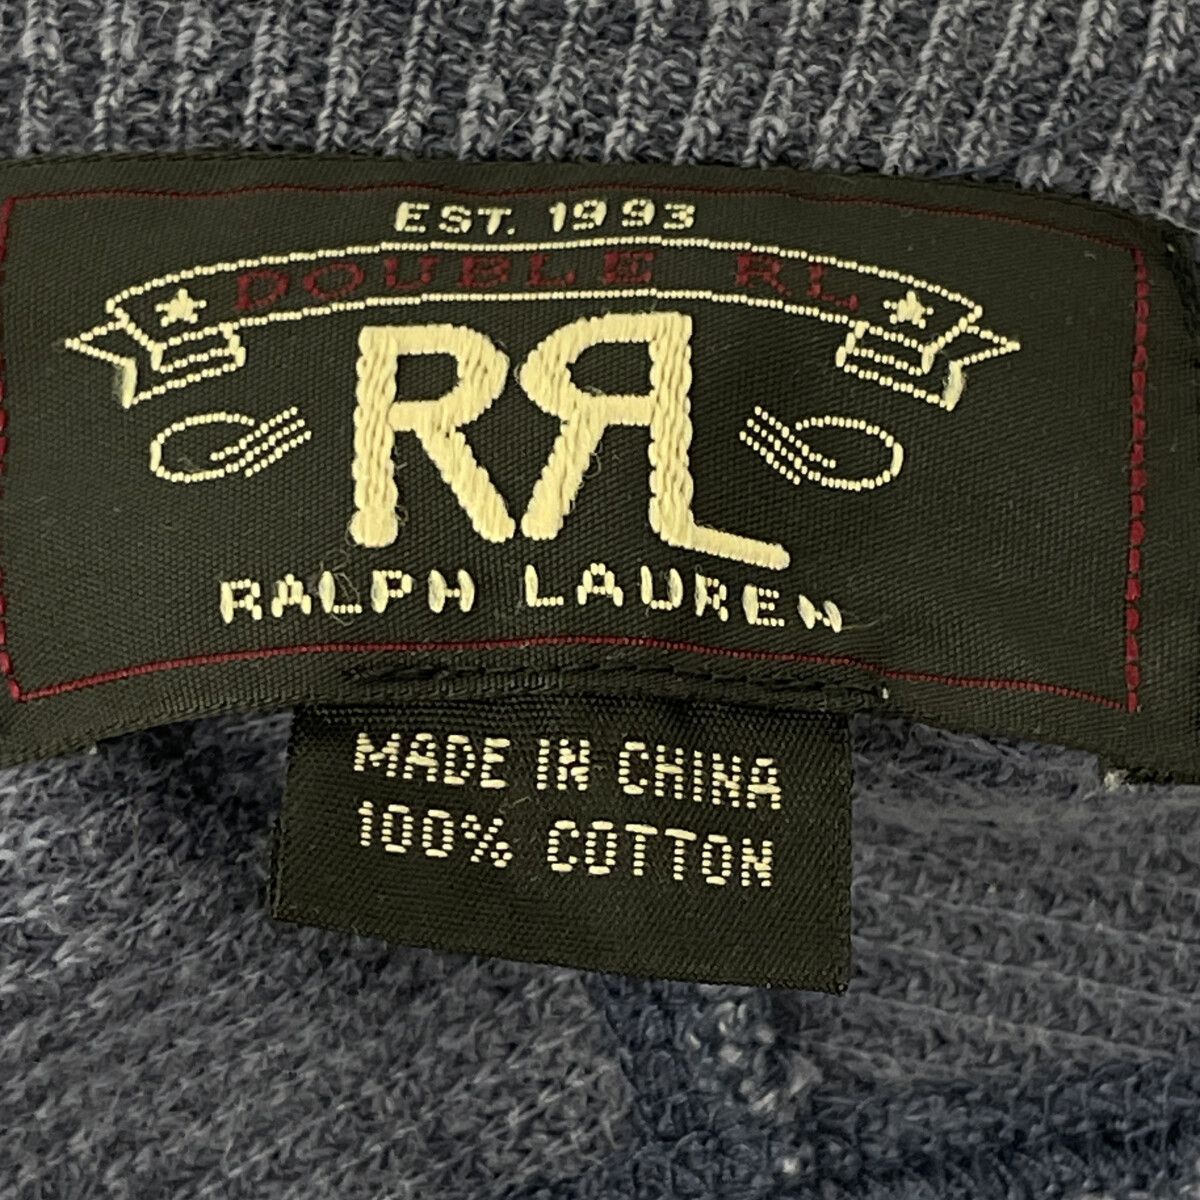 EST. 1993
DOUBLE RL
RRL
RALPH LAUREN
MADE IN CHINA
100% COTTON